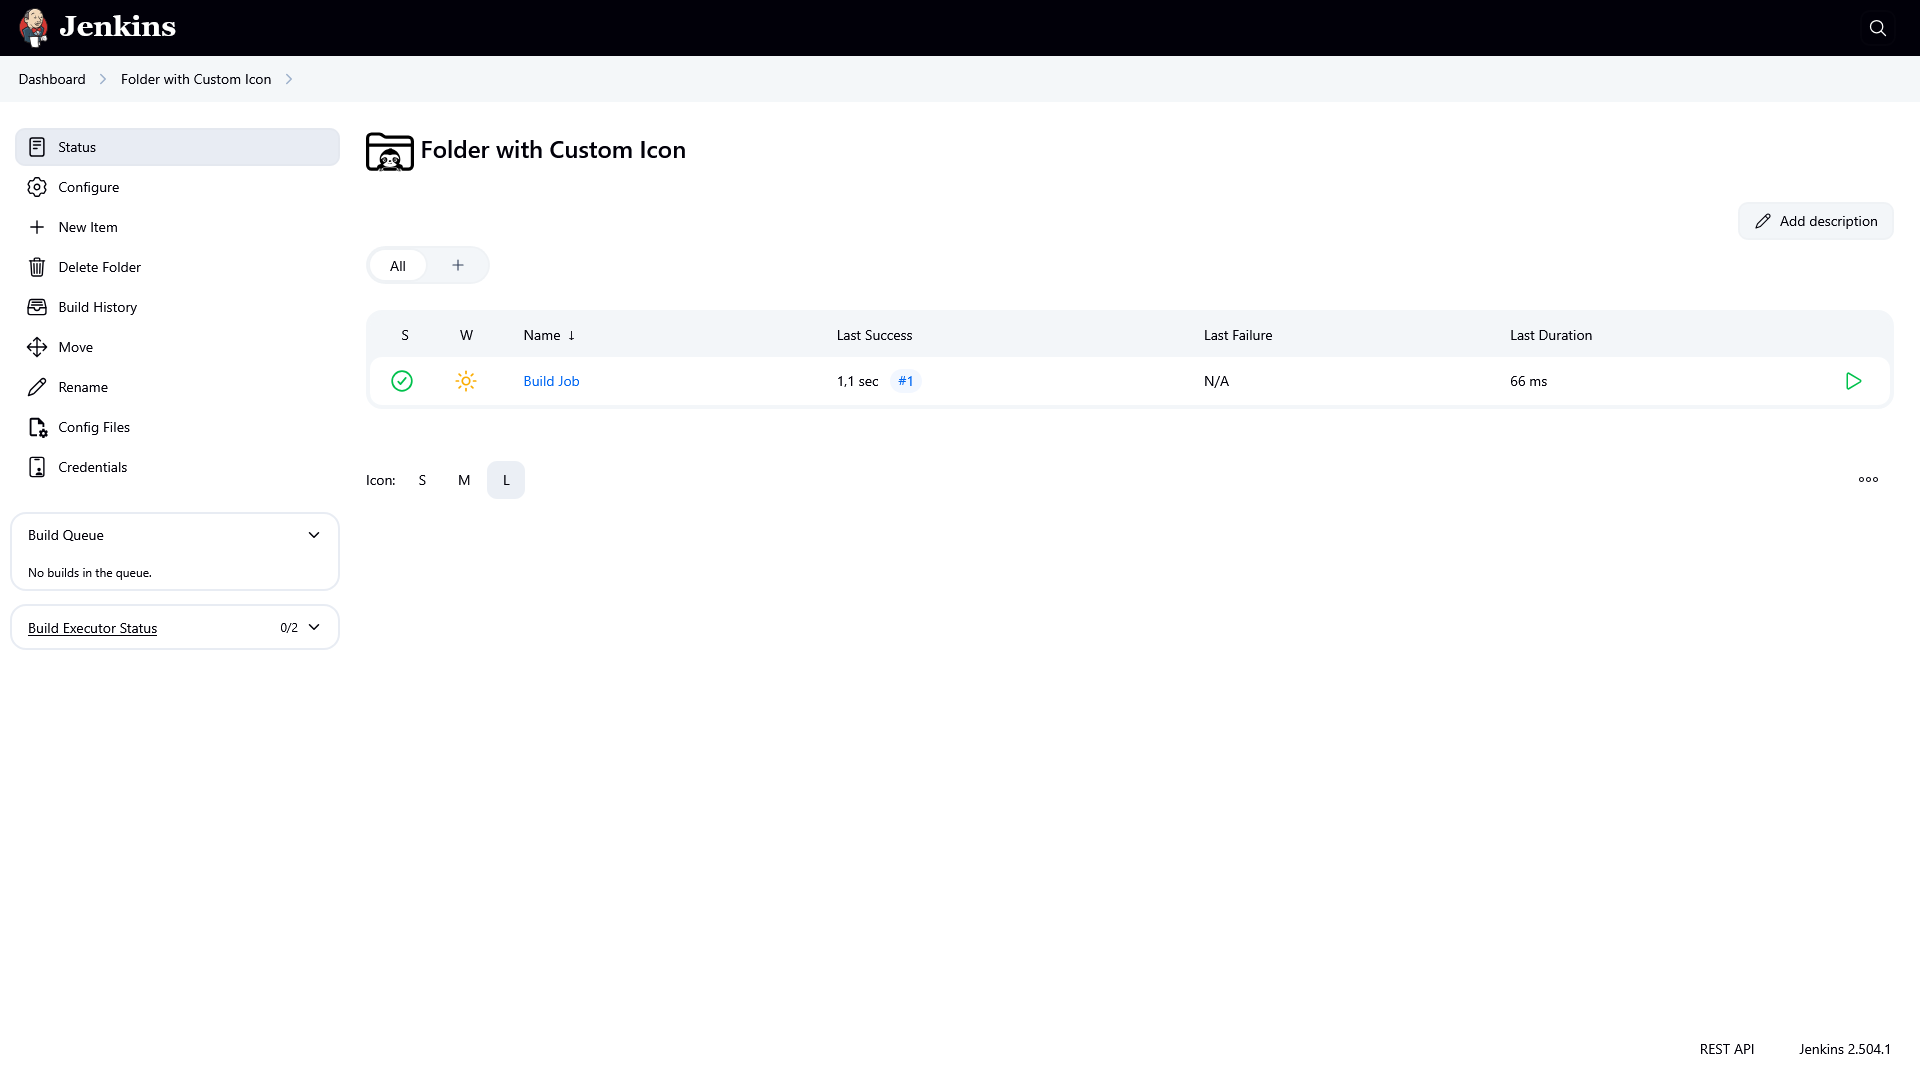 Jenkins
Dashboard
Folder with Custom Icon
Status
Configure
New Item
Delete Folder
Build History
Move
Rename
Config Files
Credentials
Build Queue
No builds in the queue.
Build Executor Status 0/2
Folder with Custom Icon
Add description
All
S W Name ↓ Last Success Last Failure Last Duration
Build Job 1,1 sec #1 N/A 66 ms
Icon: S M L
REST API Jenkins 2.504.1